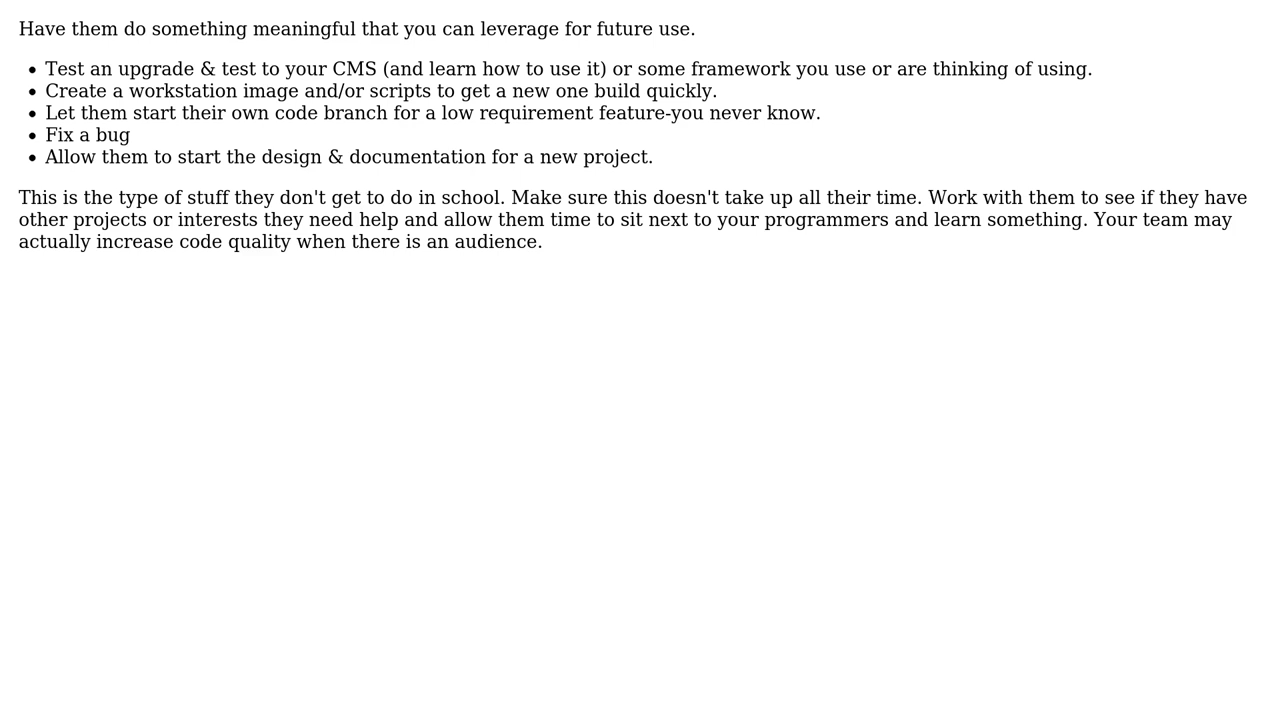 Have them do something meaningful that you can leverage for future use.
• Test an upgrade & test to your CMS (and learn how to use it) or some framework you use or are thinking of using.
• Create a workstation image and/or scripts to get a new one build quickly.
• Let them start their own code branch for a low requirement feature-you never know.
• Fix a bug
• Allow them to start the design & documentation for a new project.
This is the type of stuff they don't get to do in school. Make sure this doesn't take up all their time. Work with them to see if they have
other projects or interests they need help and allow them time to sit next to your programmers and learn something. Your team may
actually increase code quality when there is an audience.